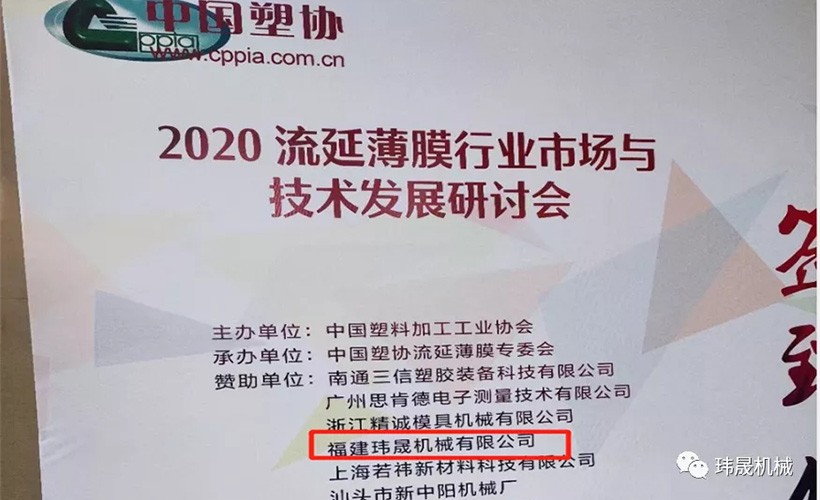 中国塑协
cppia
www.cppia.com.cn
2020 流延薄膜行业市场与
技术发展研讨会
主办单位：中国塑料加工工业协会
承办单位：中国塑协流延薄膜专委会
赞助单位：南通三信塑胶装备科技有限公司
广州思肯德电子测量技术有限公司
浙江精诚模具机械有限公司
福建玮晟机械有限公司
上海若祎新材料科技有限公司
汕头市新中阳机械厂
签
到
玮晟机械